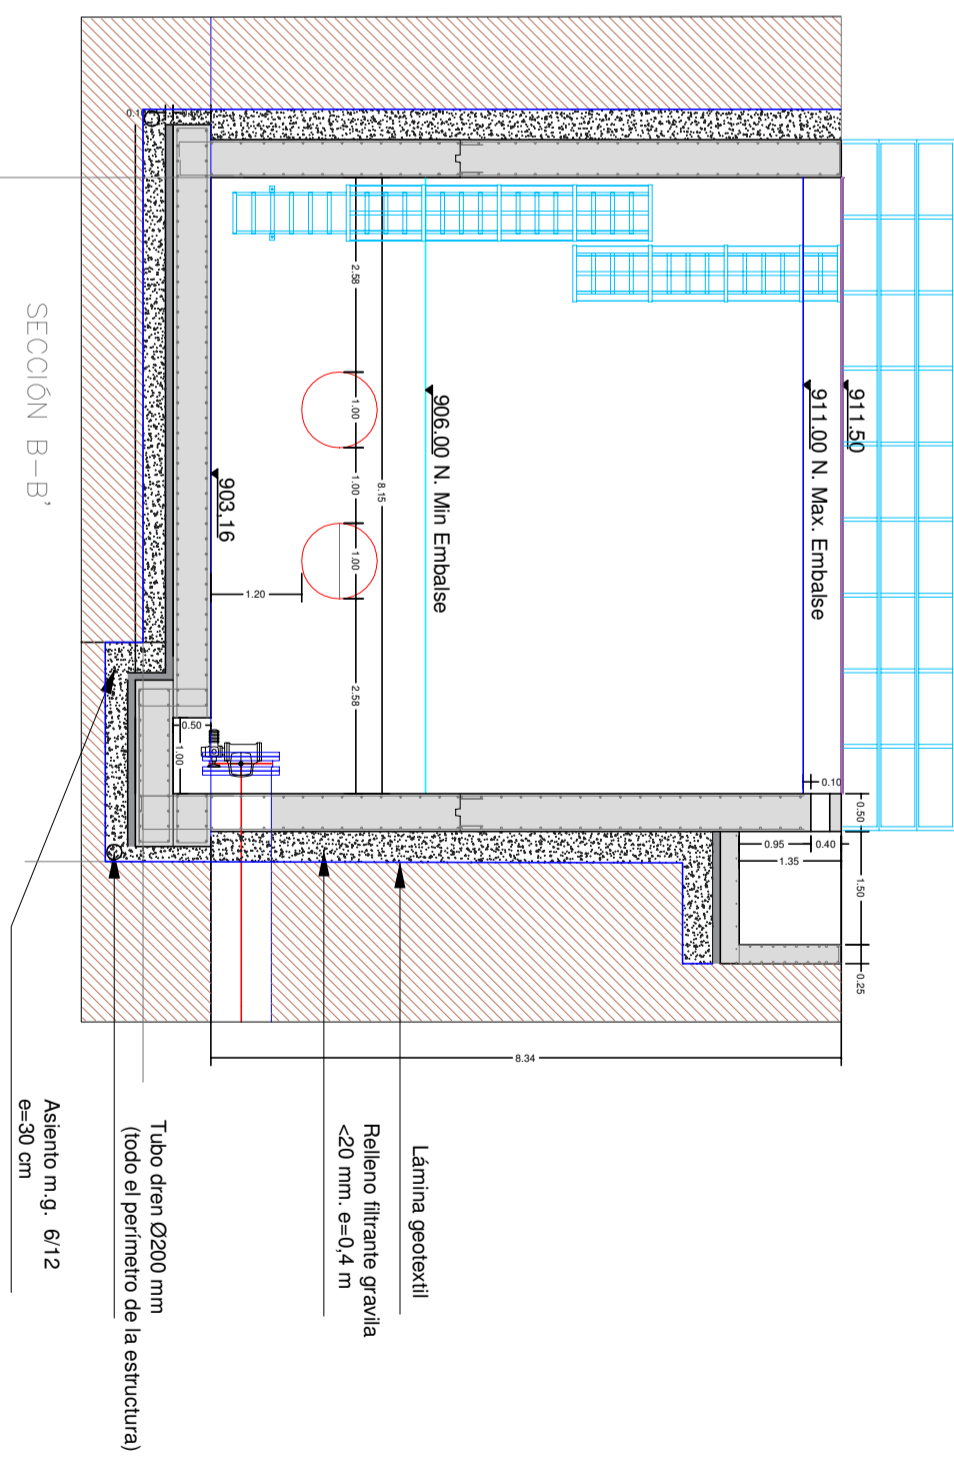 911.50
911.00 N. Max. Embalse
0.10
0.50
0.95
0.40
1.35
1.50
0.25
906.00 N. Min Embalse
8.15
2.58
1.00
1.00
1.00
2.58
1.20
903.16
0.50
1.00
8.34
Lámina geotextil
Relleno filtrante gravila
<20 mm. e=0,4 m
Tubo dren Ø200 mm
(todo el perímetro de la estructura)
Asiento m.g. 6/12
e=30 cm
SECCIÓN B-B'